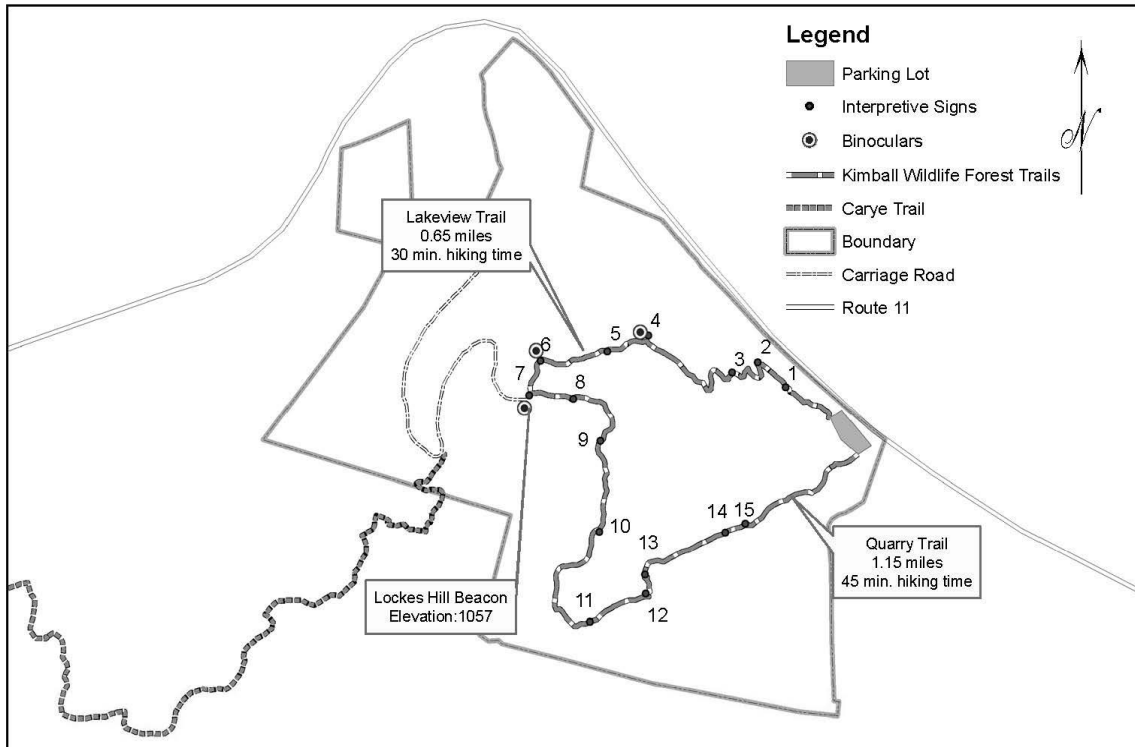 Legend
Parking Lot
Interpretive Signs
Binoculars
Kimball Wildlife Forest Trails
Carye Trail
Boundary
Carriage Road
Route 11
N
Lakeview Trail
0.65 miles
30 min. hiking time
4
5
6
3
2
1
7
8
9
10
14
15
13
11
12
Quarry Trail
1.15 miles
45 min. hiking time
Lockes Hill Beacon
Elevation:1057